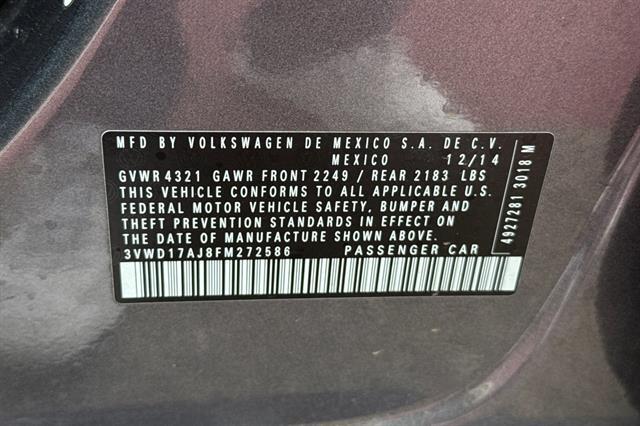 MFD BY VOLKSWAGEN DE MEXICO S.A. DE C.V.
MEXICO 12/14
GVWR 4321 GAWR FRONT 2249 / REAR 2183 LBS
THIS VEHICLE CONFORMS TO ALL APPLICABLE U.S.
FEDERAL MOTOR VEHICLE SAFETY, BUMPER AND
THEFT PREVENTION STANDARDS IN EFFECT ON
THE DATE OF MANUFACTURE SHOWN ABOVE.
3VWD17AJ8FM272586 PASSENGER CAR
4927281 3018 M